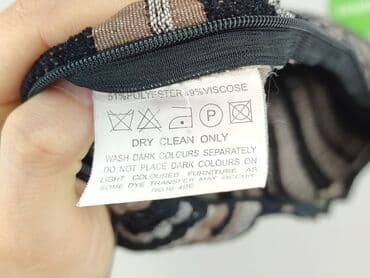 51%POLYESTER 49%VISCOSE
P
DRY CLEAN ONLY
WASH DARK COLOURS SEPARATELY
DO NOT PLACE DARK COLOURS ON
LIGHT COLOURED FURNITURE AS
SOME DYE TRANSFER MAY OCCUR